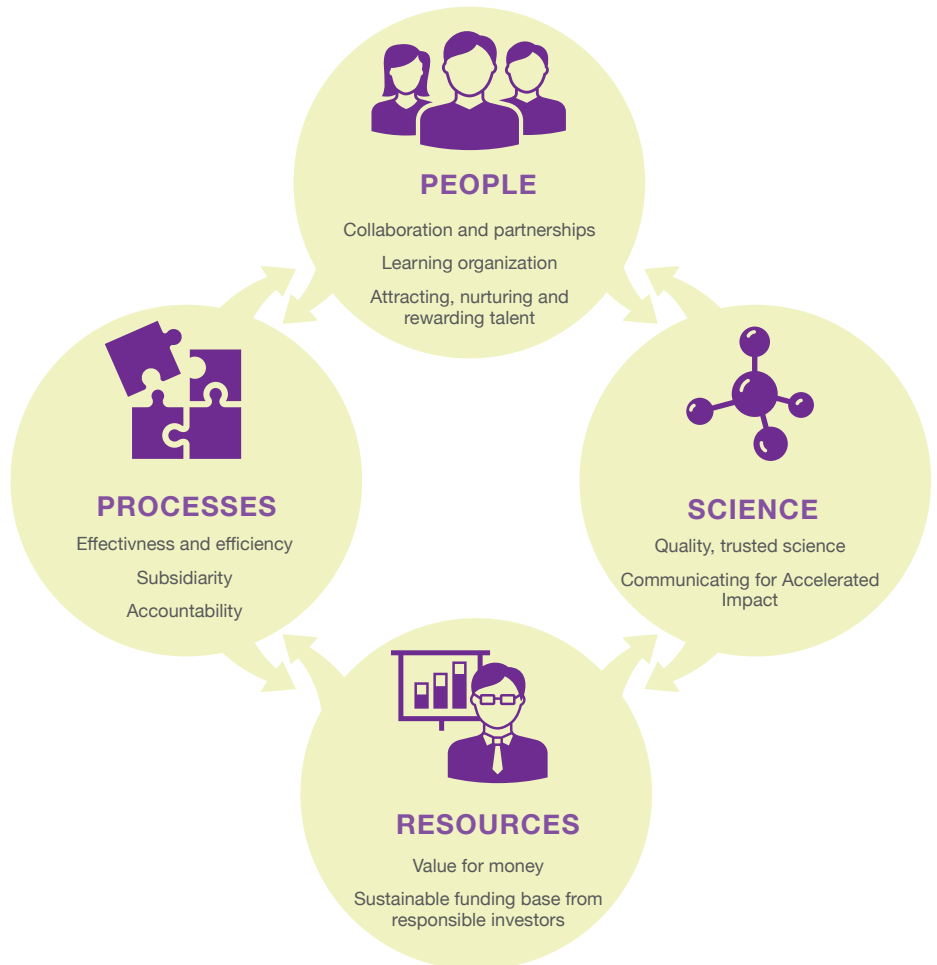 PEOPLE
Collaboration and partnerships
Learning organization
Attracting, nurturing and
rewarding talent
PROCESSES
Effectivness and efficiency
Subsidiarity
Accountability
SCIENCE
Quality, trusted science
Communicating for Accelerated
Impact
RESOURCES
Value for money
Sustainable funding base from
responsible investors